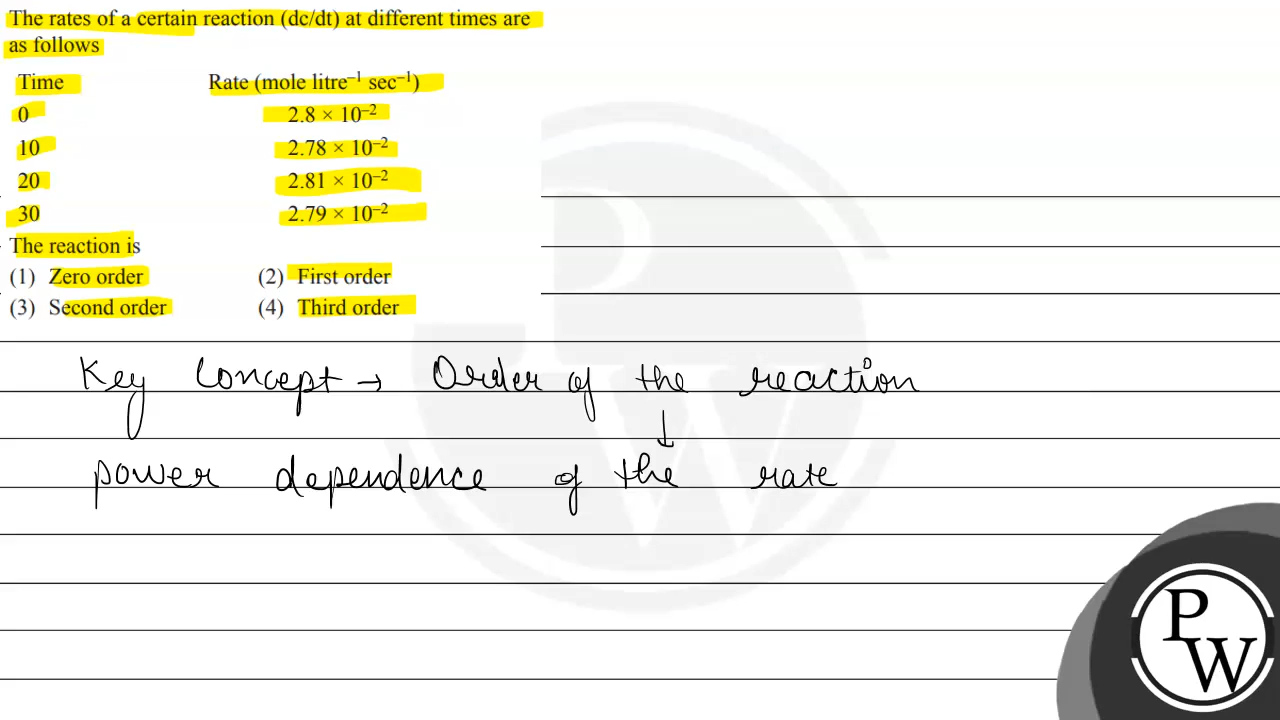 The rates of a certain reaction (dc/dt) at different times are
as follows
Time Rate (mole litre⁻¹ sec⁻¹)
0 2.8 × 10⁻²
10 2.78 × 10⁻²
20 2.81 × 10⁻²
30 2.79 × 10⁻²
The reaction is
(1) Zero order (2) First order
(3) Second order (4) Third order
Key Concept → Order of the reaction
↓
power dependence of the rate
P
W
PW